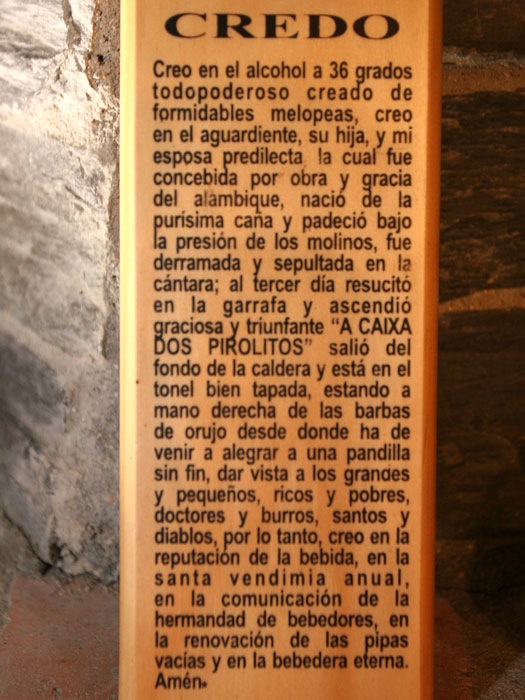 CREDO
Creo en el alcohol a 36 grados
todopoderoso creado de
formidables melopeas, creo
en el aguardiente, su hija, y mi
esposa predilecta la cual fue
concebida por obra y gracia
del alambique, nació de la
purísima caña y padeció bajo
la presión de los molinos, fue
derramada y sepultada en la
cántara; al tercer día resucitó
en la garrafa y ascendió
graciosa y triunfante "A CAIXA
DOS PIROLITOS" salió del
fondo de la caldera y está en el
tonel bien tapada, estando a
mano derecha de las barbas
de orujo desde donde ha de
venir a alegrar a una pandilla
sin fin, dar vista a los grandes
y pequeños, ricos y pobres,
doctores y burros, santos y
diablos, por lo tanto, creo en la
reputación de la bebida, en la
santa vendimia anual,
en la comunicación de la
hermandad de bebedores, en
la renovación de las pipas
vacías y en la bebedera eterna.
Amén.